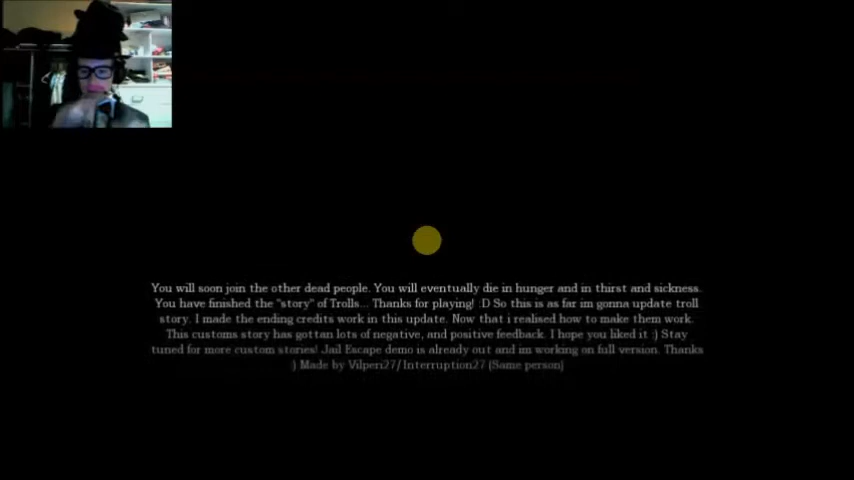 You will soon join the other dead people. You will eventually die in hunger and in thirst and sickness.
You have finished the "story" of Trolls... Thanks for playing! :D So this is as far im gonna update troll
story. I made the ending credits work in this update. Now that i realised how to make them work.
This customs story has gottan lots of negative, and positive feedback. I hope you liked it :) Stay
tuned for more custom stories! Jail Escape demo is already out and im working on full version. Thanks
:) Made by Vilperi27/Interruption27 (Same person)